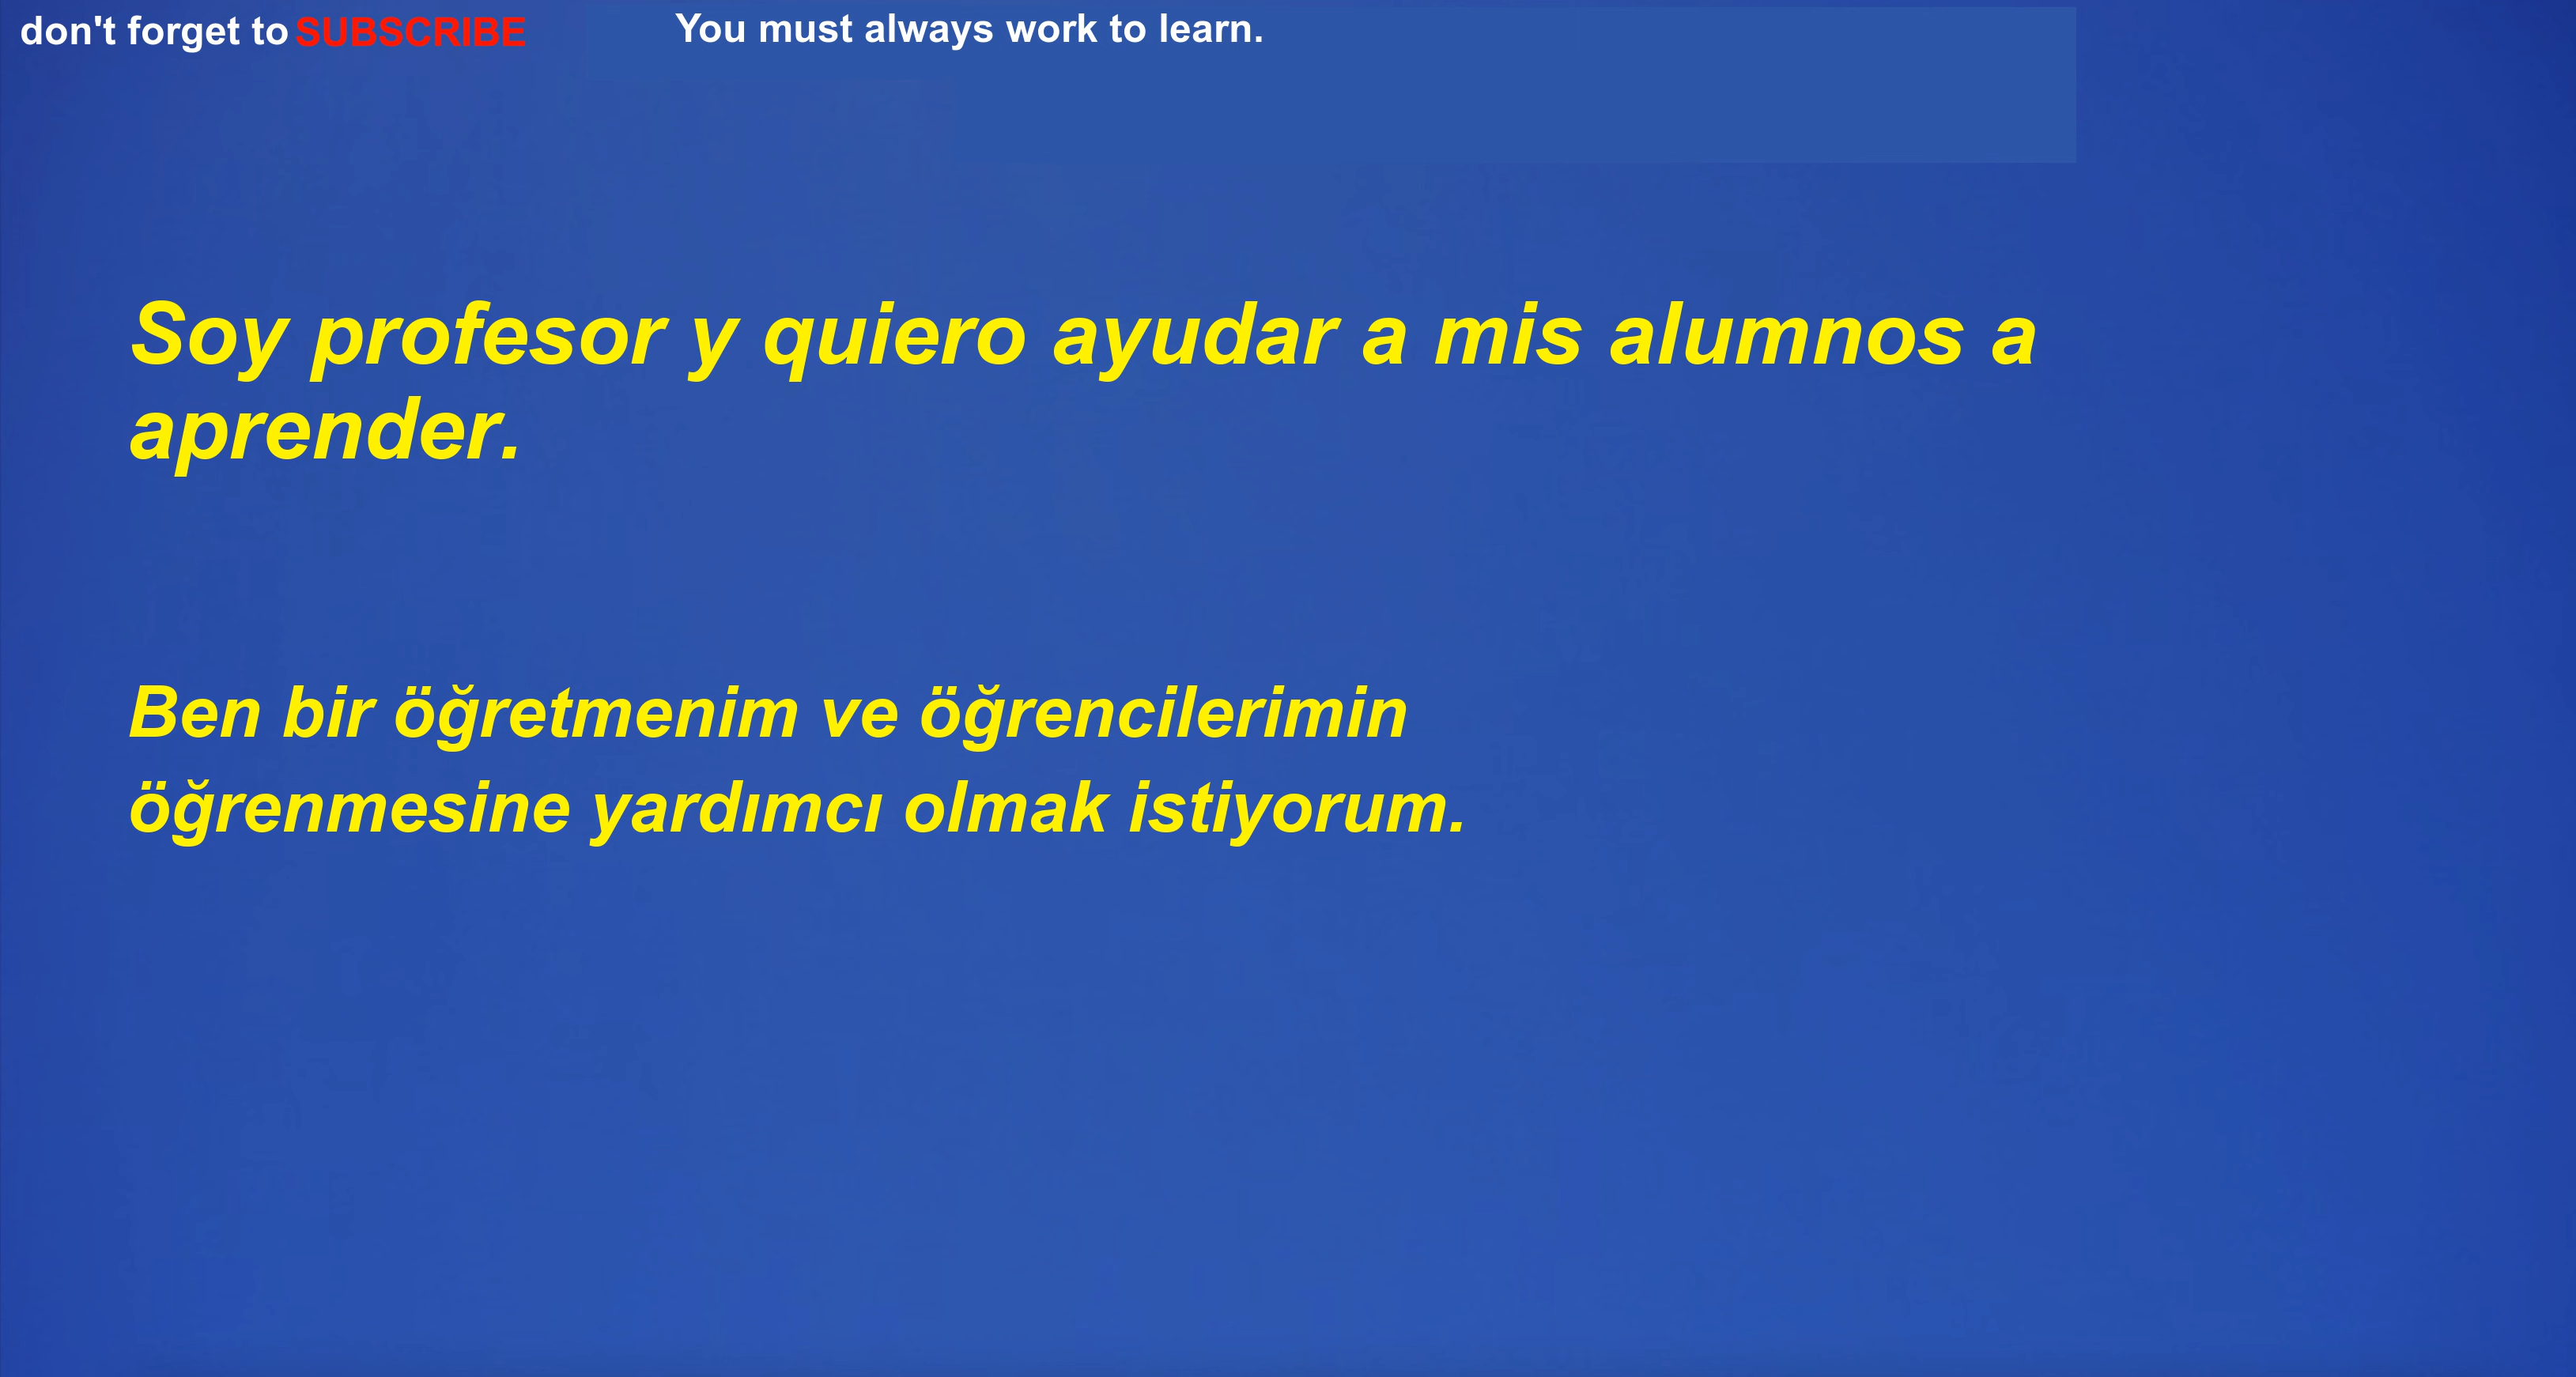 don't forget to SUBSCRIBE
You must always work to learn.
Soy profesor y quiero ayudar a mis alumnos a
aprender.
Ben bir öğretmenim ve öğrencilerimin
öğrenmesine yardımcı olmak istiyorum.